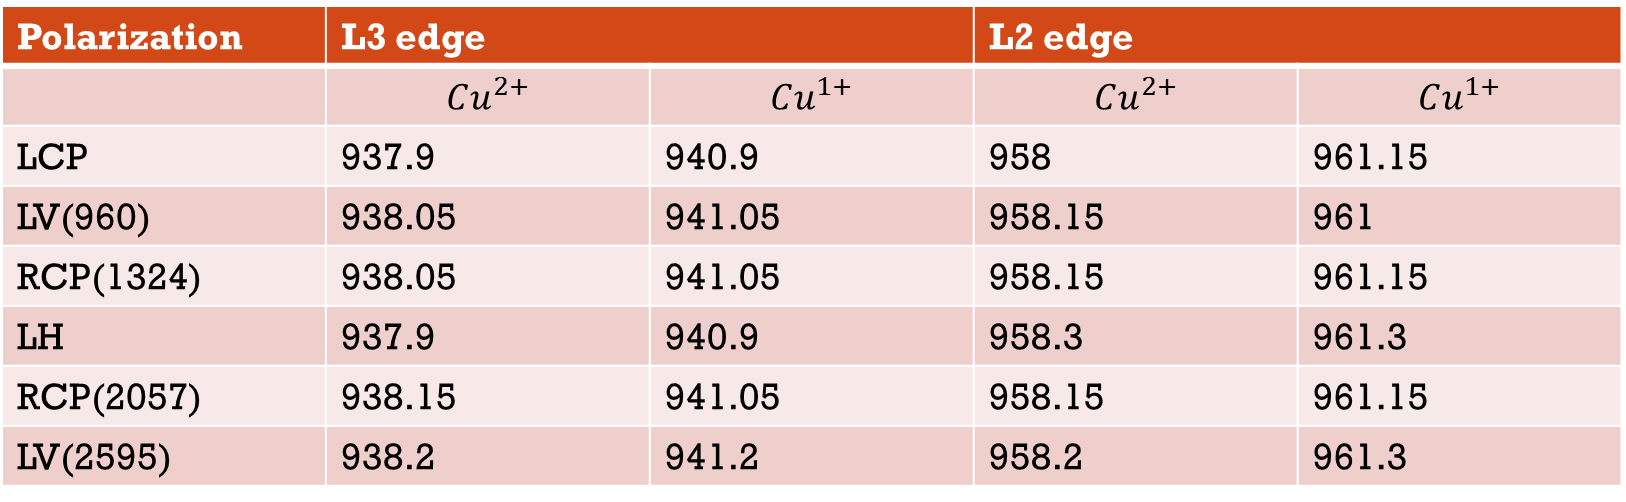 Polarization L3 edge L2 edge
Cu²⁺ Cu¹⁺ Cu²⁺ Cu¹⁺
LCP 937.9 940.9 958 961.15
LV(960) 938.05 941.05 958.15 961
RCP(1324) 938.05 941.05 958.15 961.15
LH 937.9 940.9 958.3 961.3
RCP(2057) 938.15 941.05 958.15 961.15
LV(2595) 938.2 941.2 958.2 961.3